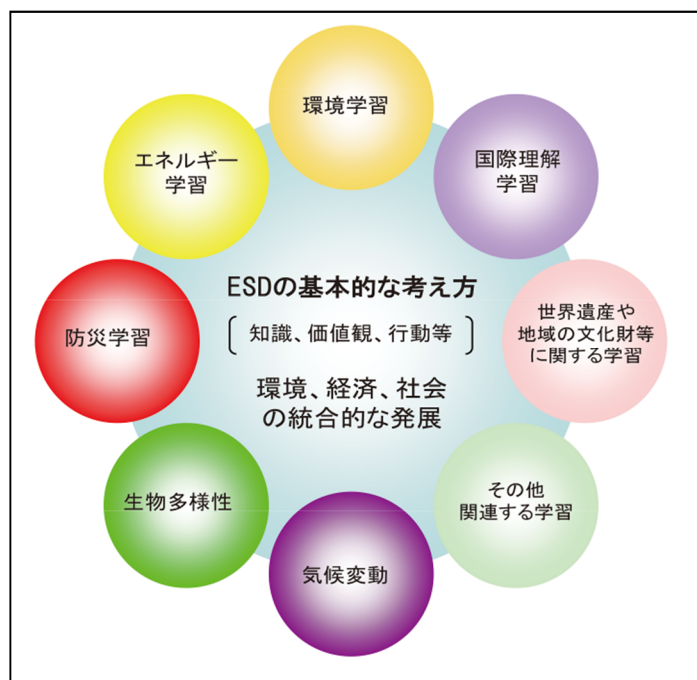 環境学習
国際理解
学習
世界遺産や
地域の文化財等
に関する学習
その他
関連する学習
気候変動
生物多様性
防災学習
エネルギー
学習
ESDの基本的な考え方
[知識、価値観、行動等]
環境、経済、社会
の統合的な発展